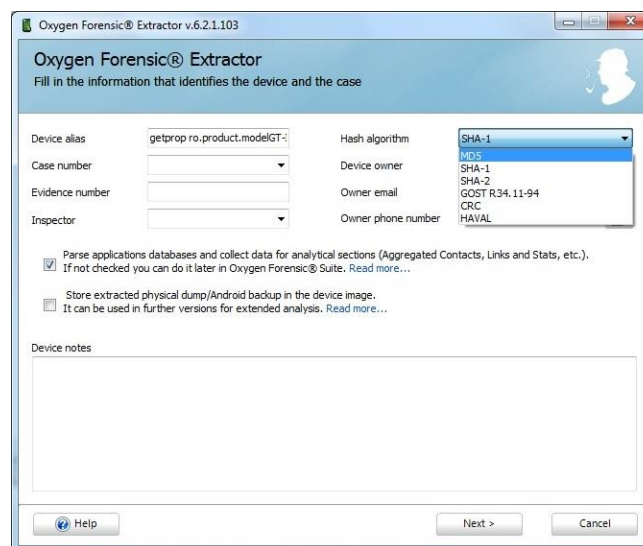 Oxygen Forensic® Extractor v.6.2.1.103
Oxygen Forensic® Extractor
Fill in the information that identifies the device and the case
Device alias
getprop ro.product.modelGT-
Hash algorithm
SHA-1
MD5
SHA-1
SHA-2
GOST R34.11-94
CRC
HAVAL
Case number
Device owner
Evidence number
Owner email
Inspector
Owner phone number
Parse applications databases and collect data for analytical sections (Aggregated Contacts, Links and Stats, etc.).
If not checked you can do it later in Oxygen Forensic® Suite. Read more...
Store extracted physical dump/Android backup in the device image.
It can be used in further versions for extended analysis. Read more...
Device notes
Help
Next >
Cancel